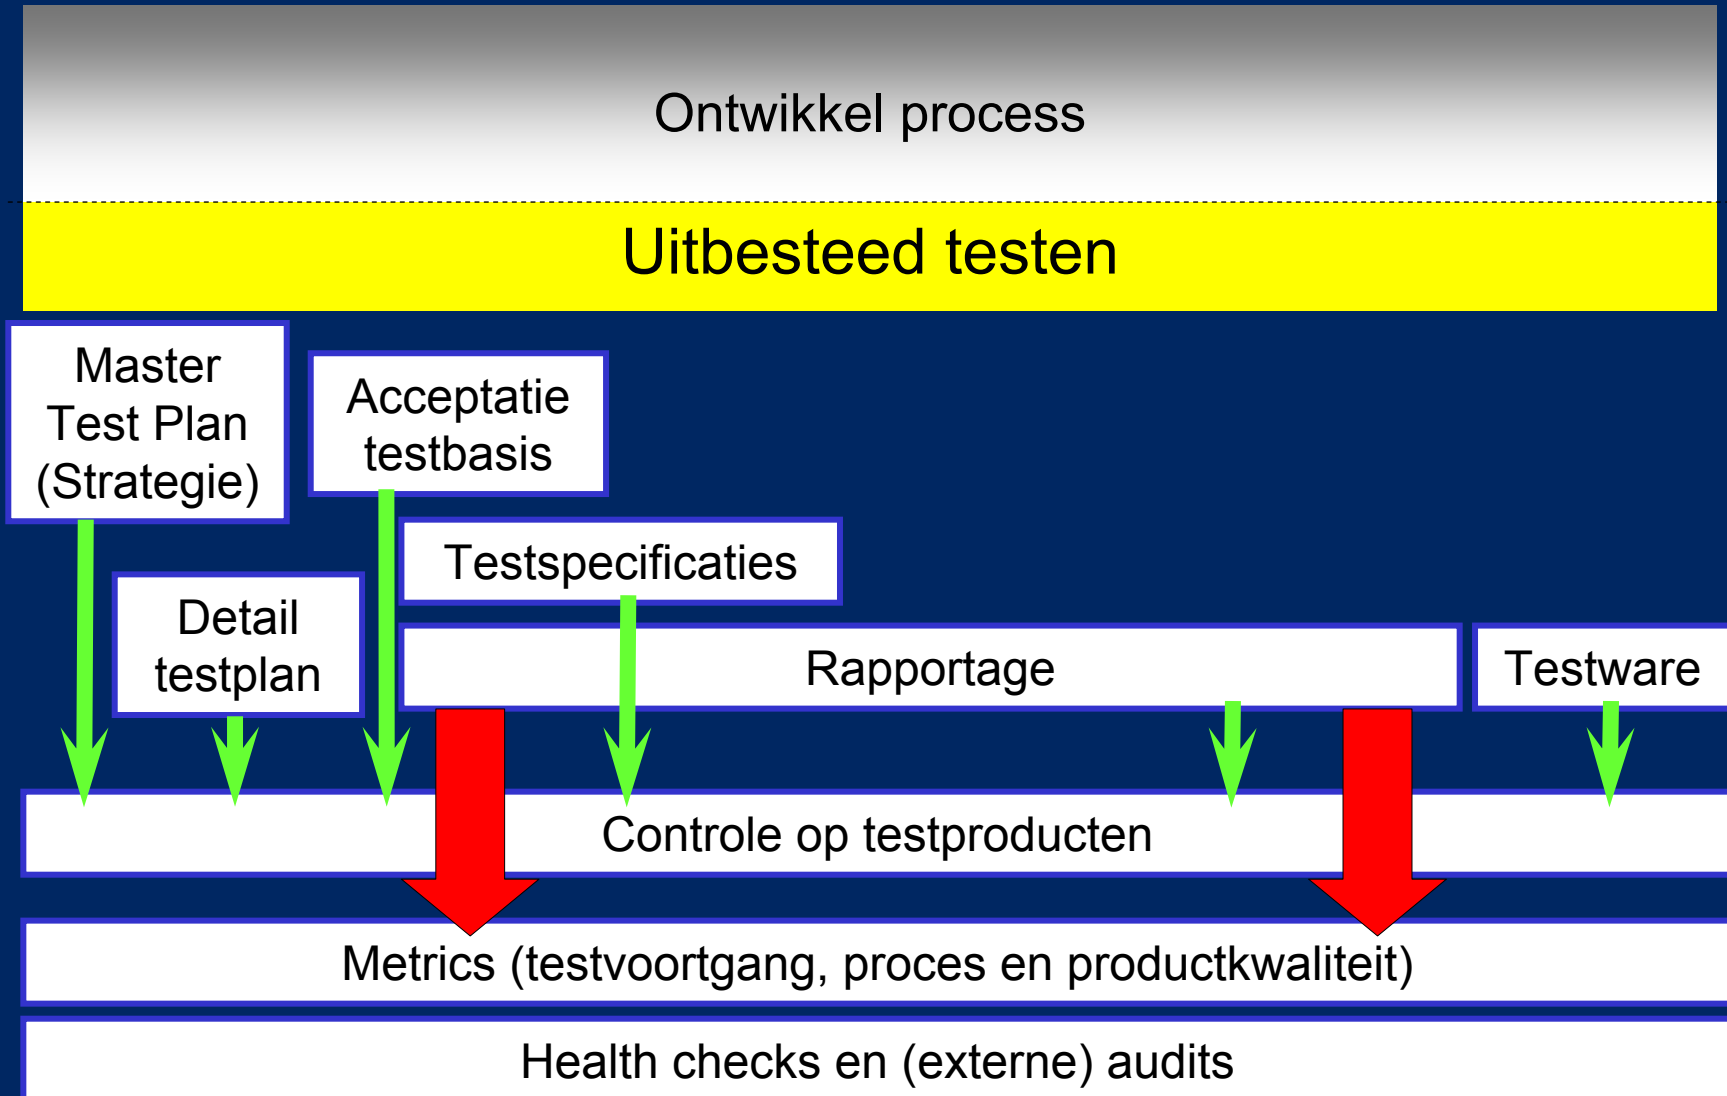 Ontwikkel process
Uitbesteed testen
Master
Test Plan
(Strategie)
Acceptatie
testbasis
Testspecificaties
Detail
testplan
Rapportage
Testware
Controle op testproducten
Metrics (testvoortgang, proces en productkwaliteit)
Health checks en (externe) audits